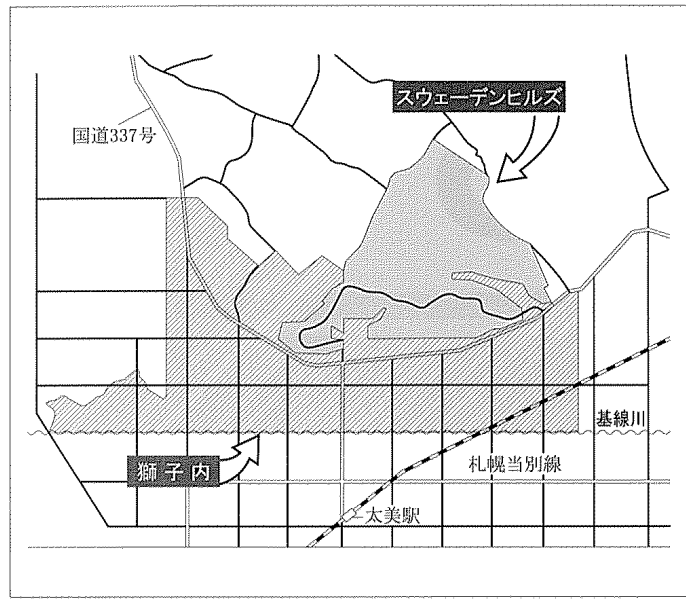 スウェーデンヒルズ
国道337号
基線川
獅子内
札幌当別線
太美駅